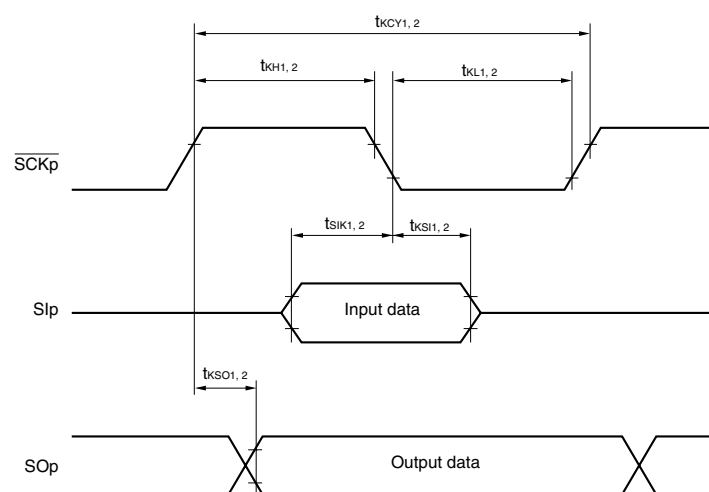 tKCY1, 2
tKH1, 2
tKL1, 2
SCKp
tSIK1, 2
tKSI1, 2
SIp
Input data
tKSO1, 2
SOp
Output data